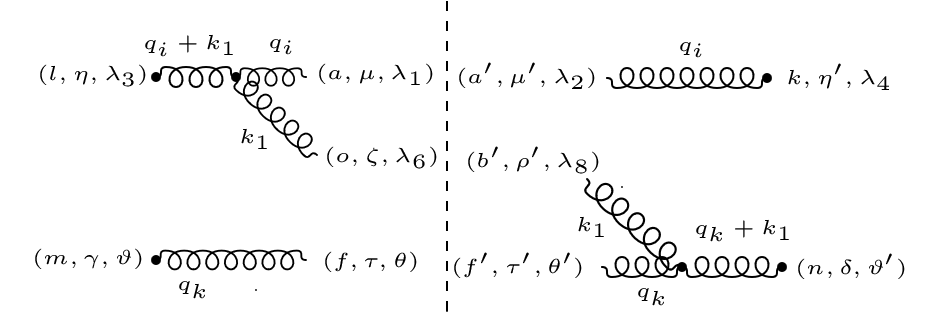 q_i + k_1 q_i q_i
(l, η, λ_3) (a, μ, λ_1) (a′, μ′, λ_2) k, η′, λ_4
k_1 (o, ζ, λ_6) (b′, ρ′, λ_8)
k_1 q_k + k_1
(m, γ, ϑ) (f, τ, θ) (f′, τ′, θ′) (n, δ, ϑ′)
q_k q_k